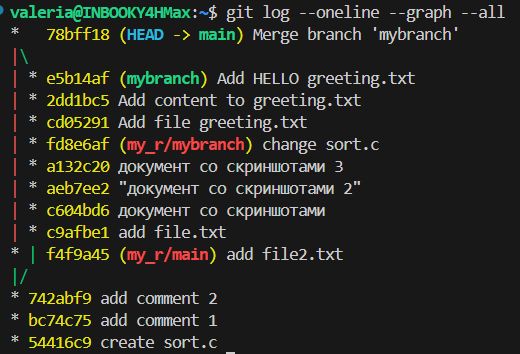 valeria@INBOOKY4HMax:~$ git log --oneline --graph --all
*   78bff18 (HEAD -> main) Merge branch 'mybranch'
|\
| * e5b14af (mybranch) Add HELLO greeting.txt
| * 2dd1bc5 Add content to greeting.txt
| * cd05291 Add file greeting.txt
| * fd8e6af (my_r/mybranch) change sort.c
| * a132c20 документ со скриншотами 3
| * aeb7ee2 "документ со скриншотами 2"
| * c604bd6 документ со скриншотами
| * c9afbe1 add file.txt
* | f4f9a45 (my_r/main) add file2.txt
|/
* 742abf9 add comment 2
* bc74c75 add comment 1
* 54416c9 create sort.c